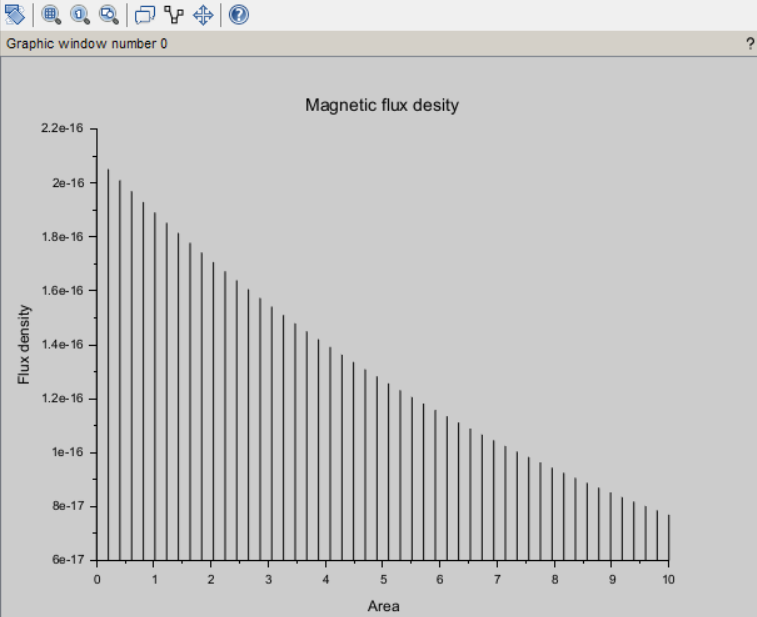 Graphic window number 0
?
Magnetic flux desity
2.2e-16
2e-16
1.8e-16
1.6e-16
1.4e-16
1.2e-16
1e-16
8e-17
6e-17
Flux density
0 1 2 3 4 5 6 7 8 9 10
Area